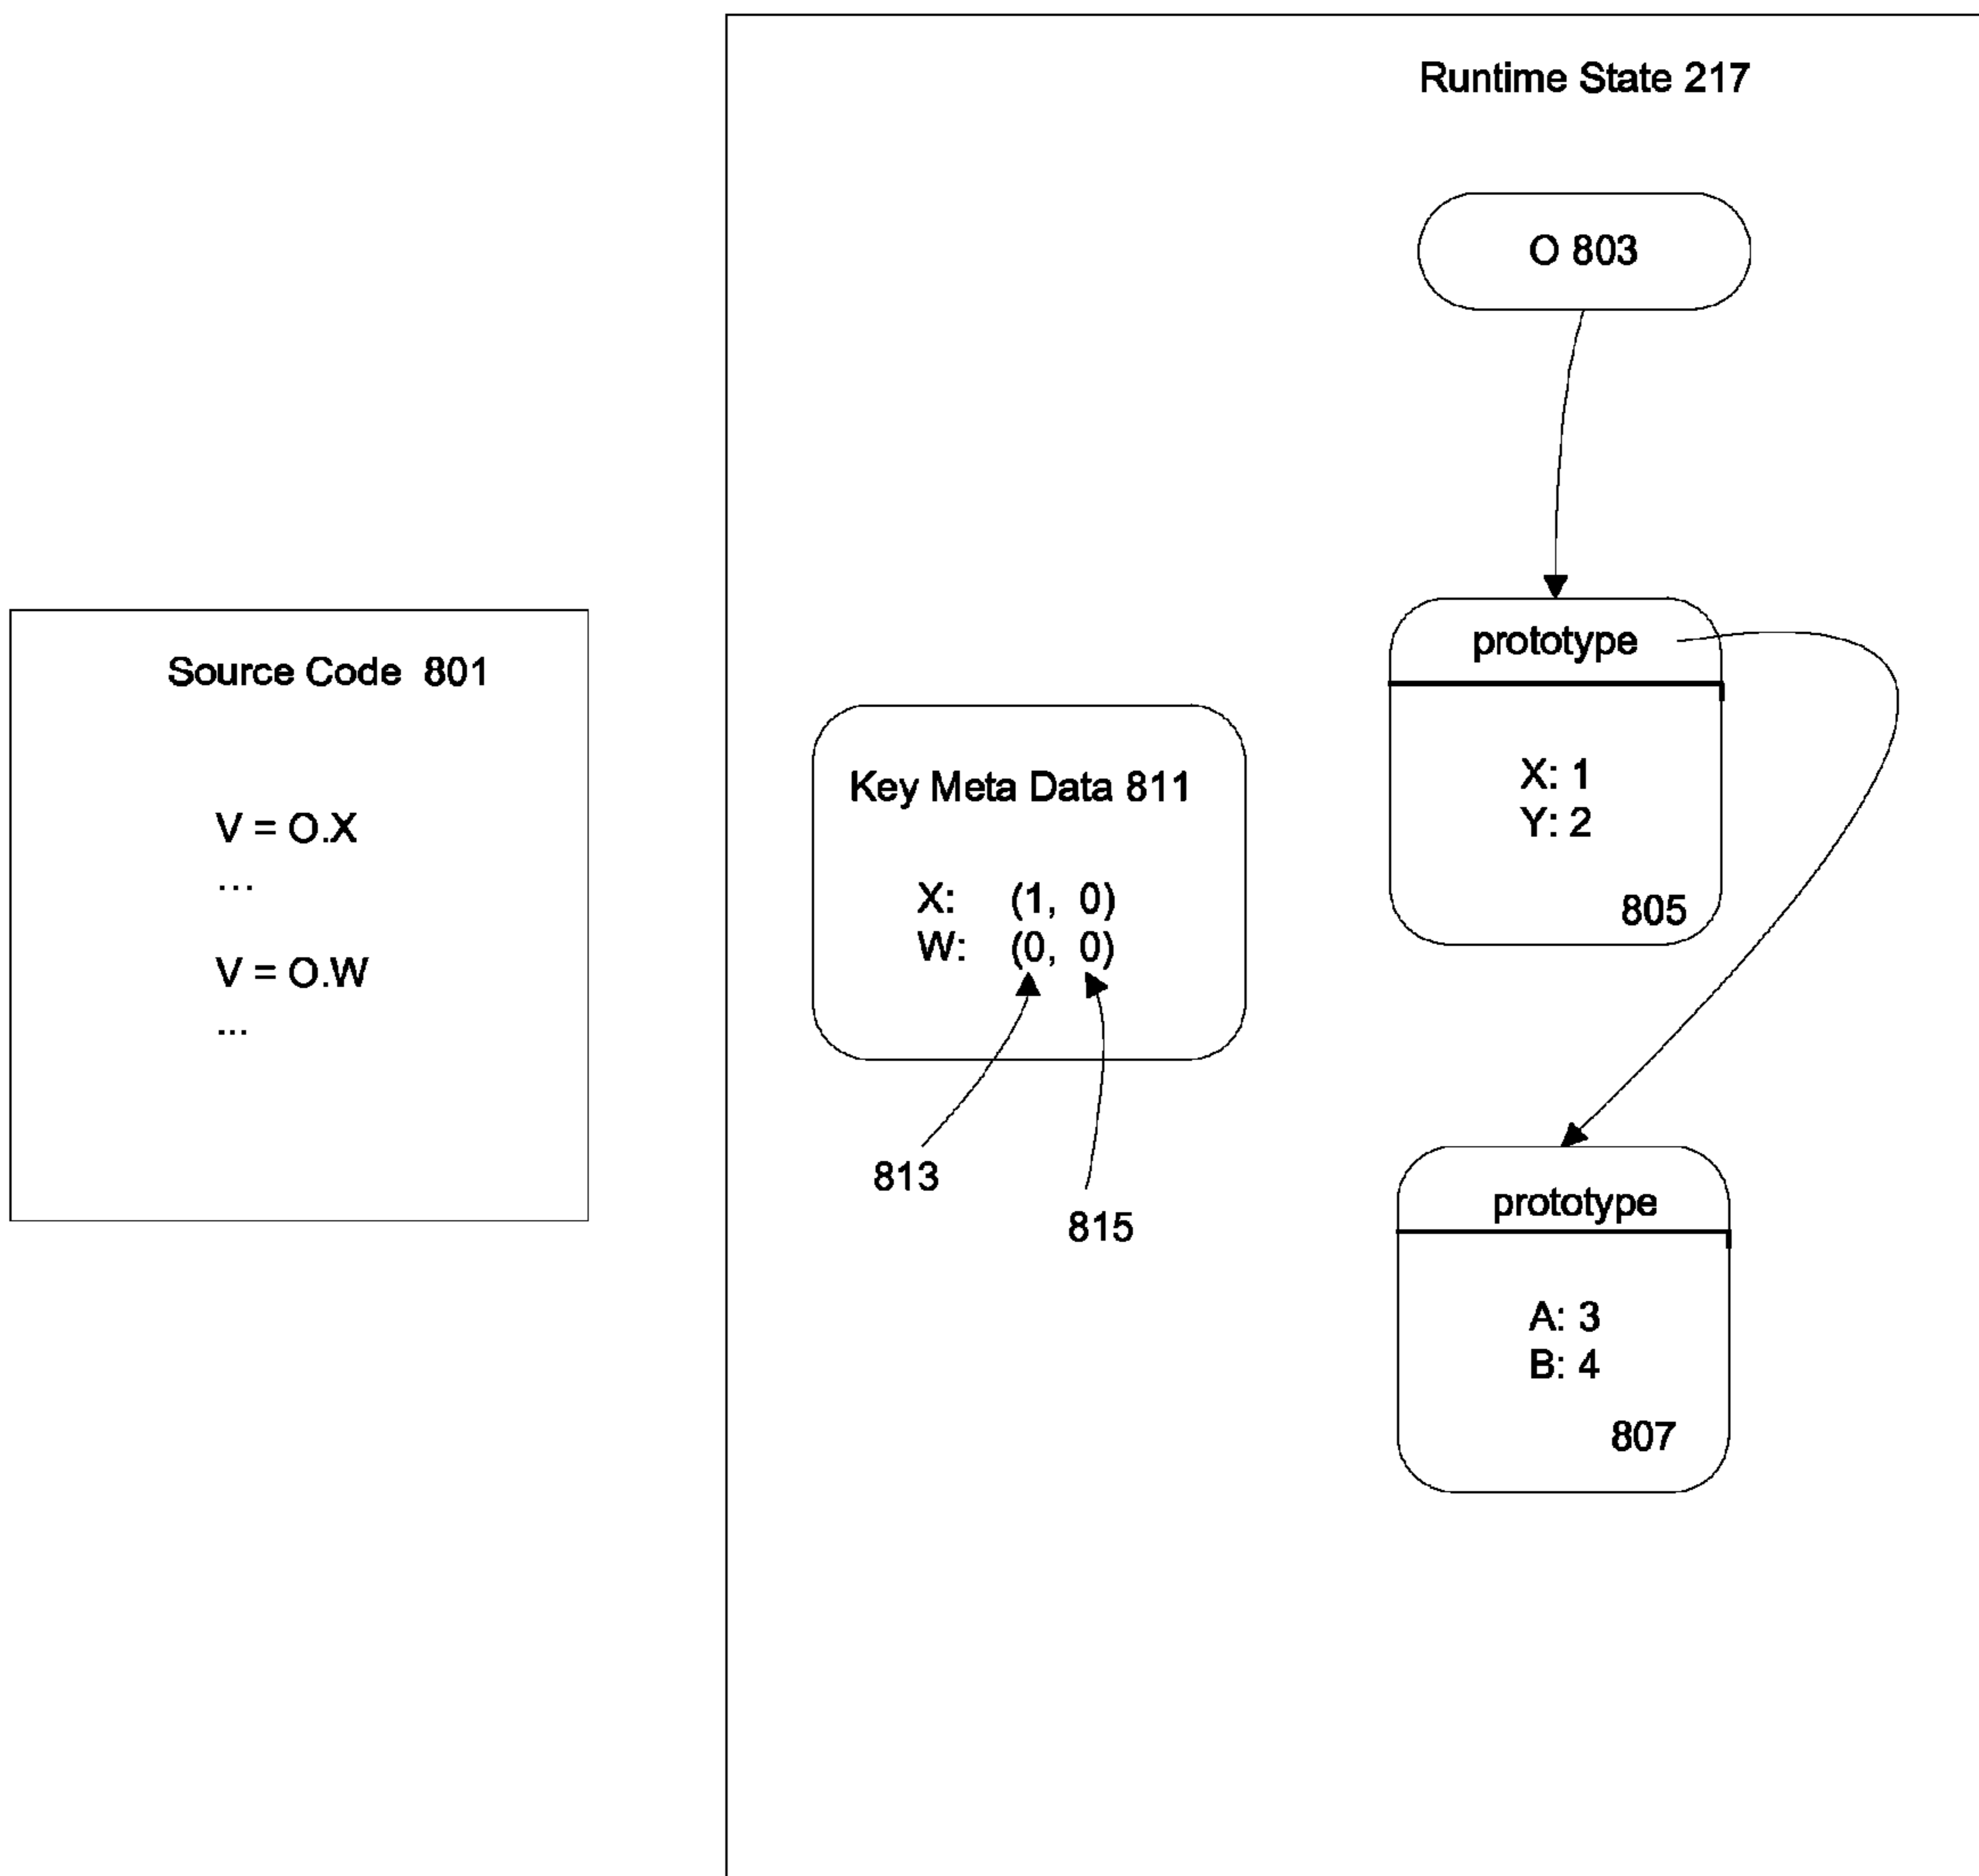 Runtime State 217
O 803
Source Code 801
V = O.X
...
V = O.W
...
Key Meta Data 811
X: (1, 0)
W: (0, 0)
813
815
prototype
X: 1
Y: 2
805
prototype
A: 3
B: 4
807